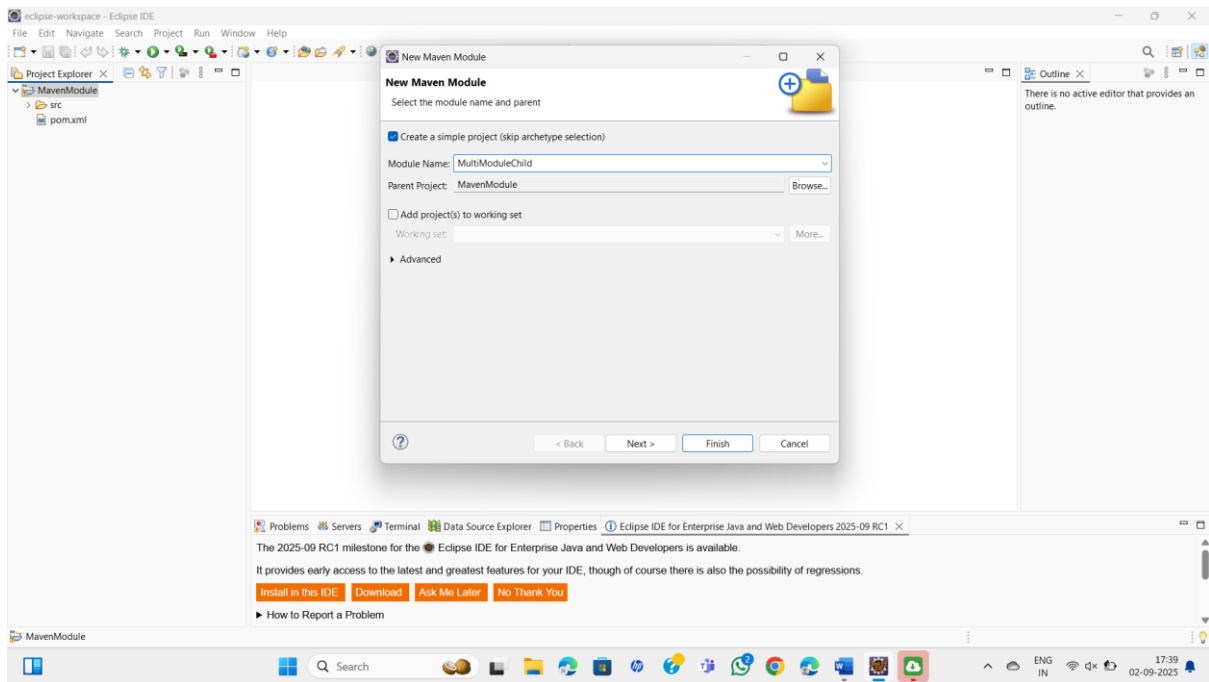 eclipse-workspace - Eclipse IDE
File Edit Navigate Search Project Run Window Help
Project Explorer
MavenModule
src
pom.xml
New Maven Module
New Maven Module
Select the module name and parent
Create a simple project (skip archetype selection)
Module Name: MultiModuleChild
Parent Project: MavenModule Browse...
Add project(s) to working set
Working set: More...
Advanced
< Back Next > Finish Cancel
Outline
There is no active editor that provides an
outline.
Problems Servers Terminal Data Source Explorer Properties Eclipse IDE for Enterprise Java and Web Developers 2025-09 RC1
The 2025-09 RC1 milestone for the Eclipse IDE for Enterprise Java and Web Developers is available.
It provides early access to the latest and greatest features for your IDE, though of course there is also the possibility of regressions.
Install in this IDE Download Ask Me Later No Thank You
How to Report a Problem
MavenModule
Search
ENG
IN
17:39
02-09-2025